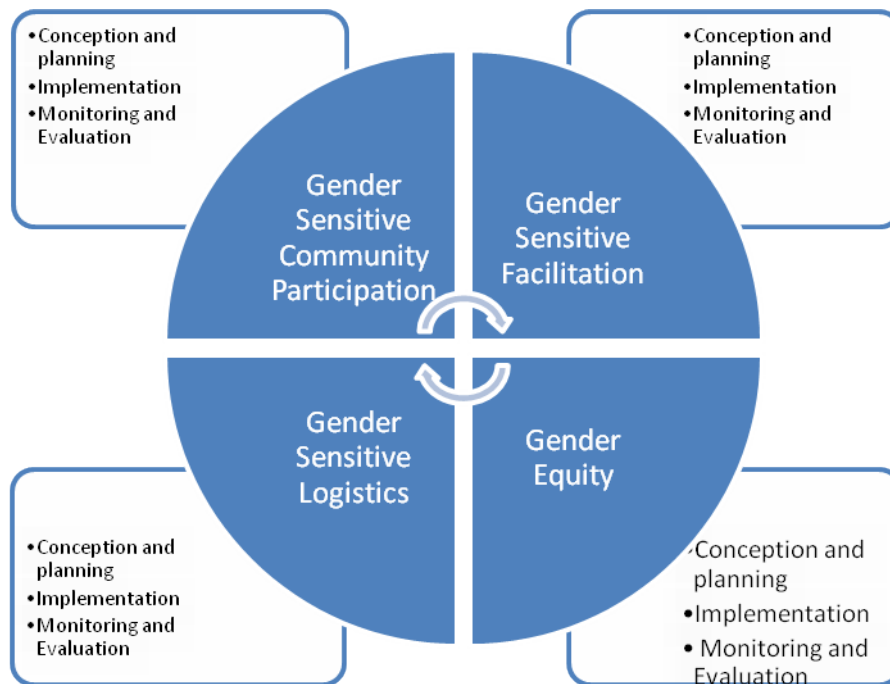 •Conception and
planning
•Implementation
•Monitoring and
Evaluation
•Conception and
planning
•Implementation
•Monitoring and
Evaluation
Gender
Sensitive
Community
Participation
Gender
Sensitive
Facilitation
Gender
Sensitive
Logistics
Gender
Equity
•Conception and
planning
•Implementation
•Monitoring and
Evaluation
•Conception and
planning
•Implementation
• Monitoring and
Evaluation